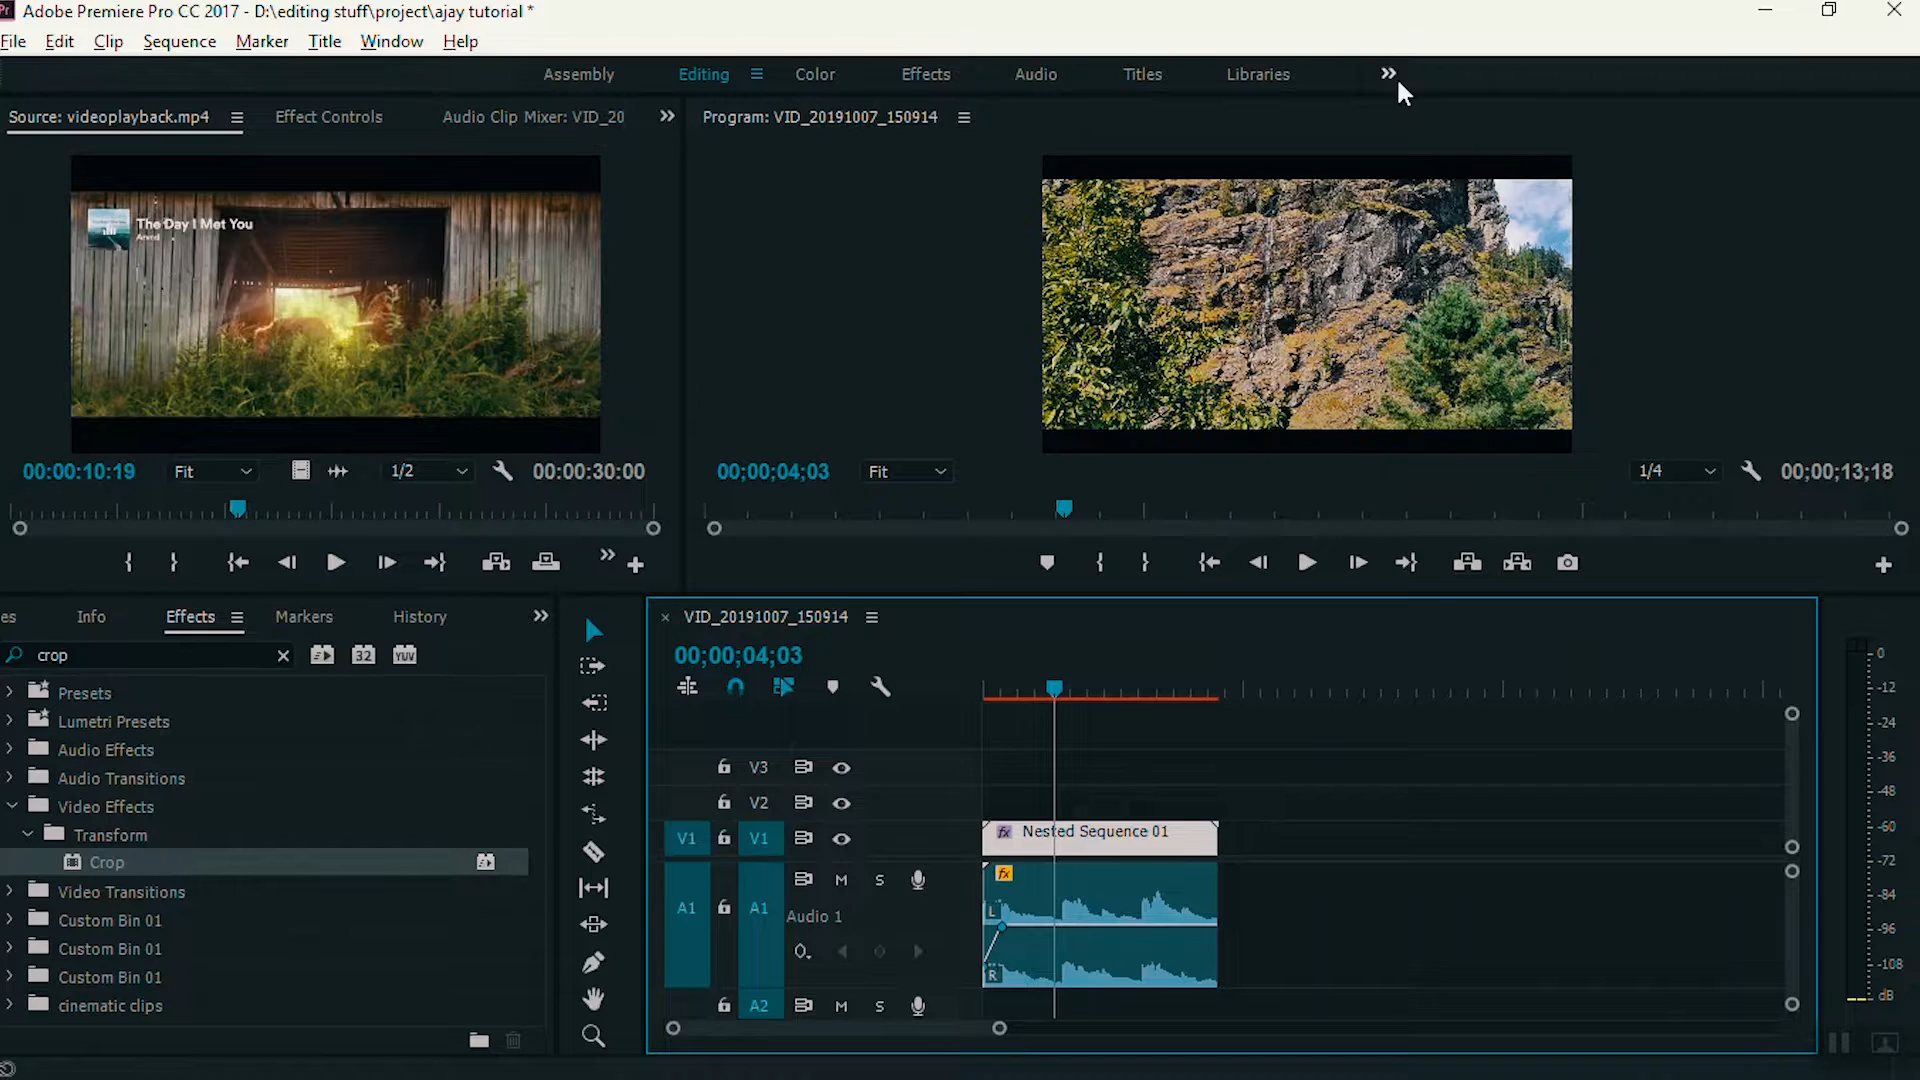 Pr Adobe Premiere Pro CC 2017 - D:\editing stuff\project\ajay tutorial *
File Edit Clip Sequence Marker Title Window Help
Assembly Editing Color Effects Audio Titles Libraries
Source: videoplayback.mp4 Effect Controls Audio Clip Mixer: VID_20 Program: VID_20191007_150914
The Day I Met You
00:00:10:19 Fit 1/2 00:00:30:00 00;00;04;03 Fit 1/4 00;00;13;18
es Info Effects Markers History
crop 32 YUV
Presets
Lumetri Presets
Audio Effects
Audio Transitions
Video Effects
Transform
Crop
Video Transitions
Custom Bin 01
Custom Bin 01
Custom Bin 01
cinematic clips
VID_20191007_150914
00;00;04;03
V3
V2
V1 V1 fx Nested Sequence 01
M S fx
A1 A1 Audio 1 L
R
A2 M S
0
-12
-24
-36
-48
-60
-72
-84
-96
-108
dB